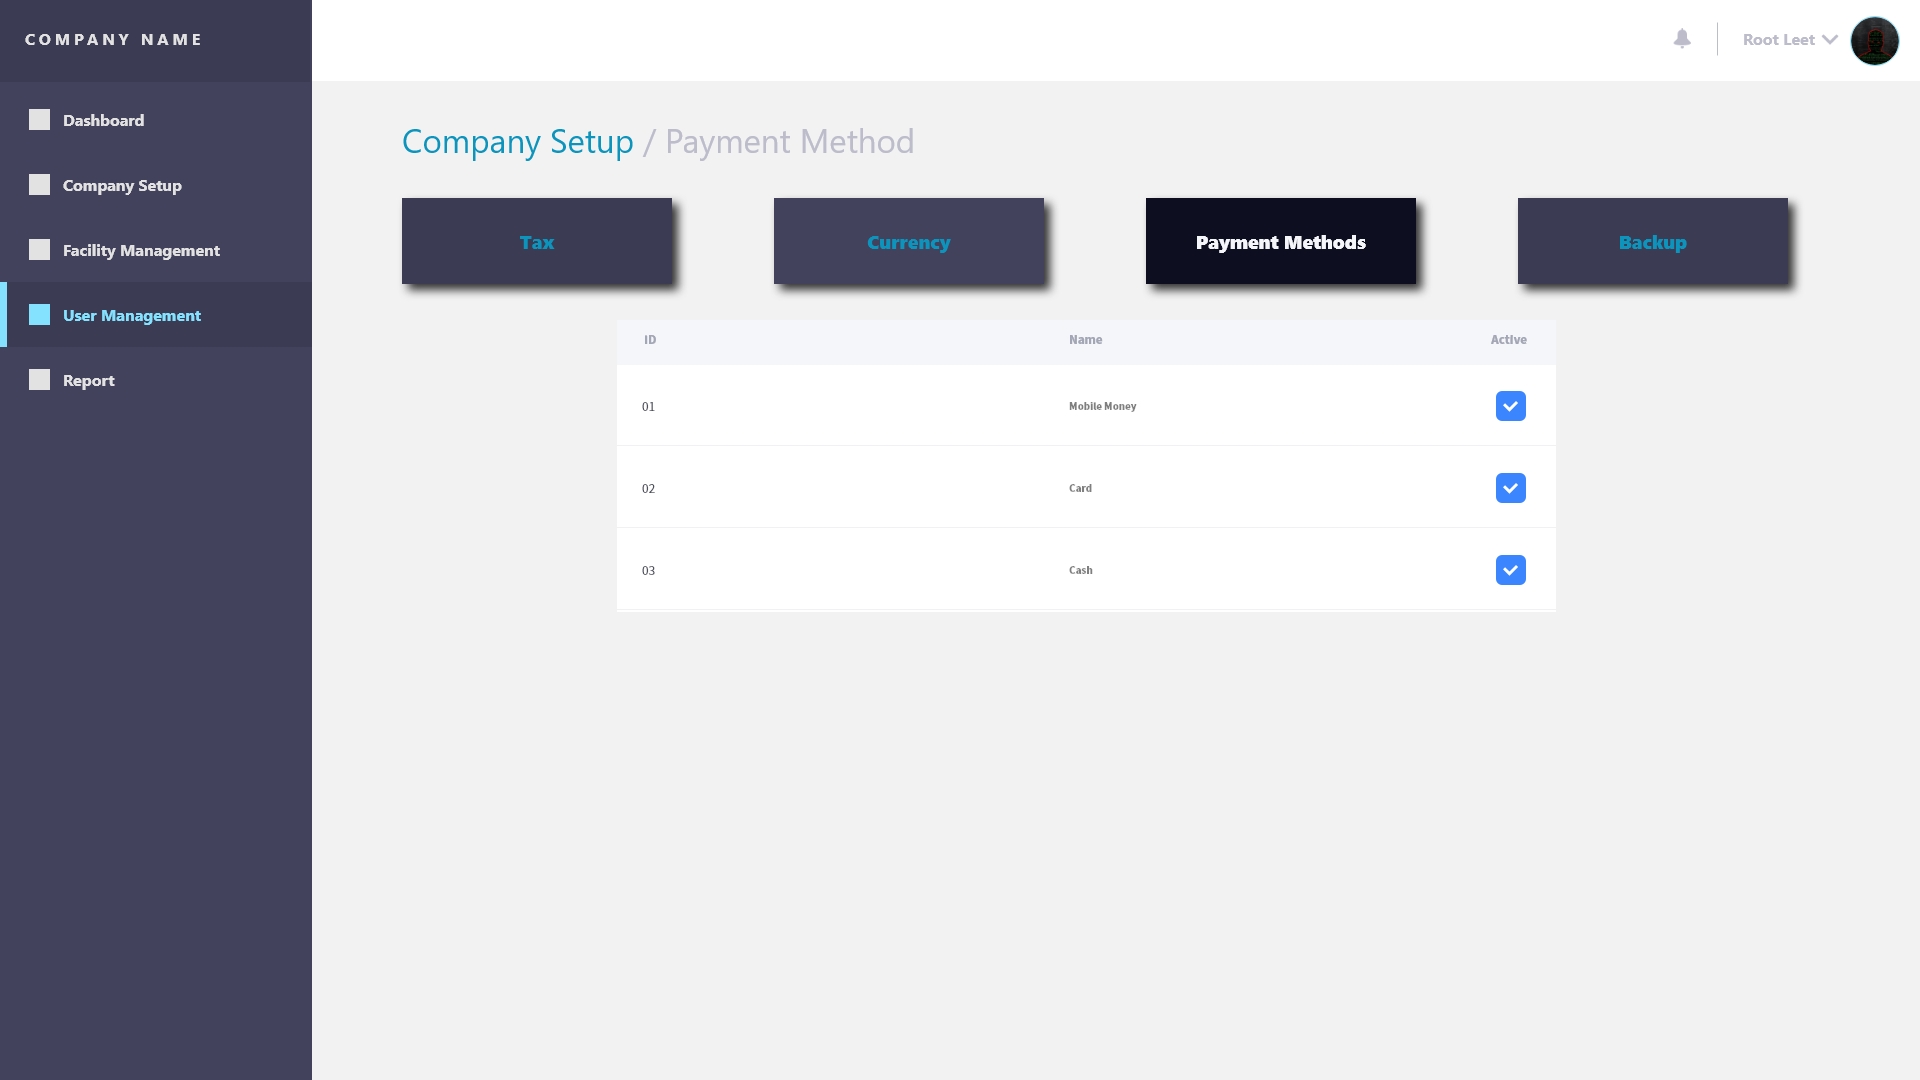 COMPANY NAME
Root Leet
Dashboard
Company Setup
Facility Management
User Management
Report
Company Setup / Payment Method
Tax
Currency
Payment Methods
Backup
ID Name Active
01 Mobile Money
02 Card
03 Cash